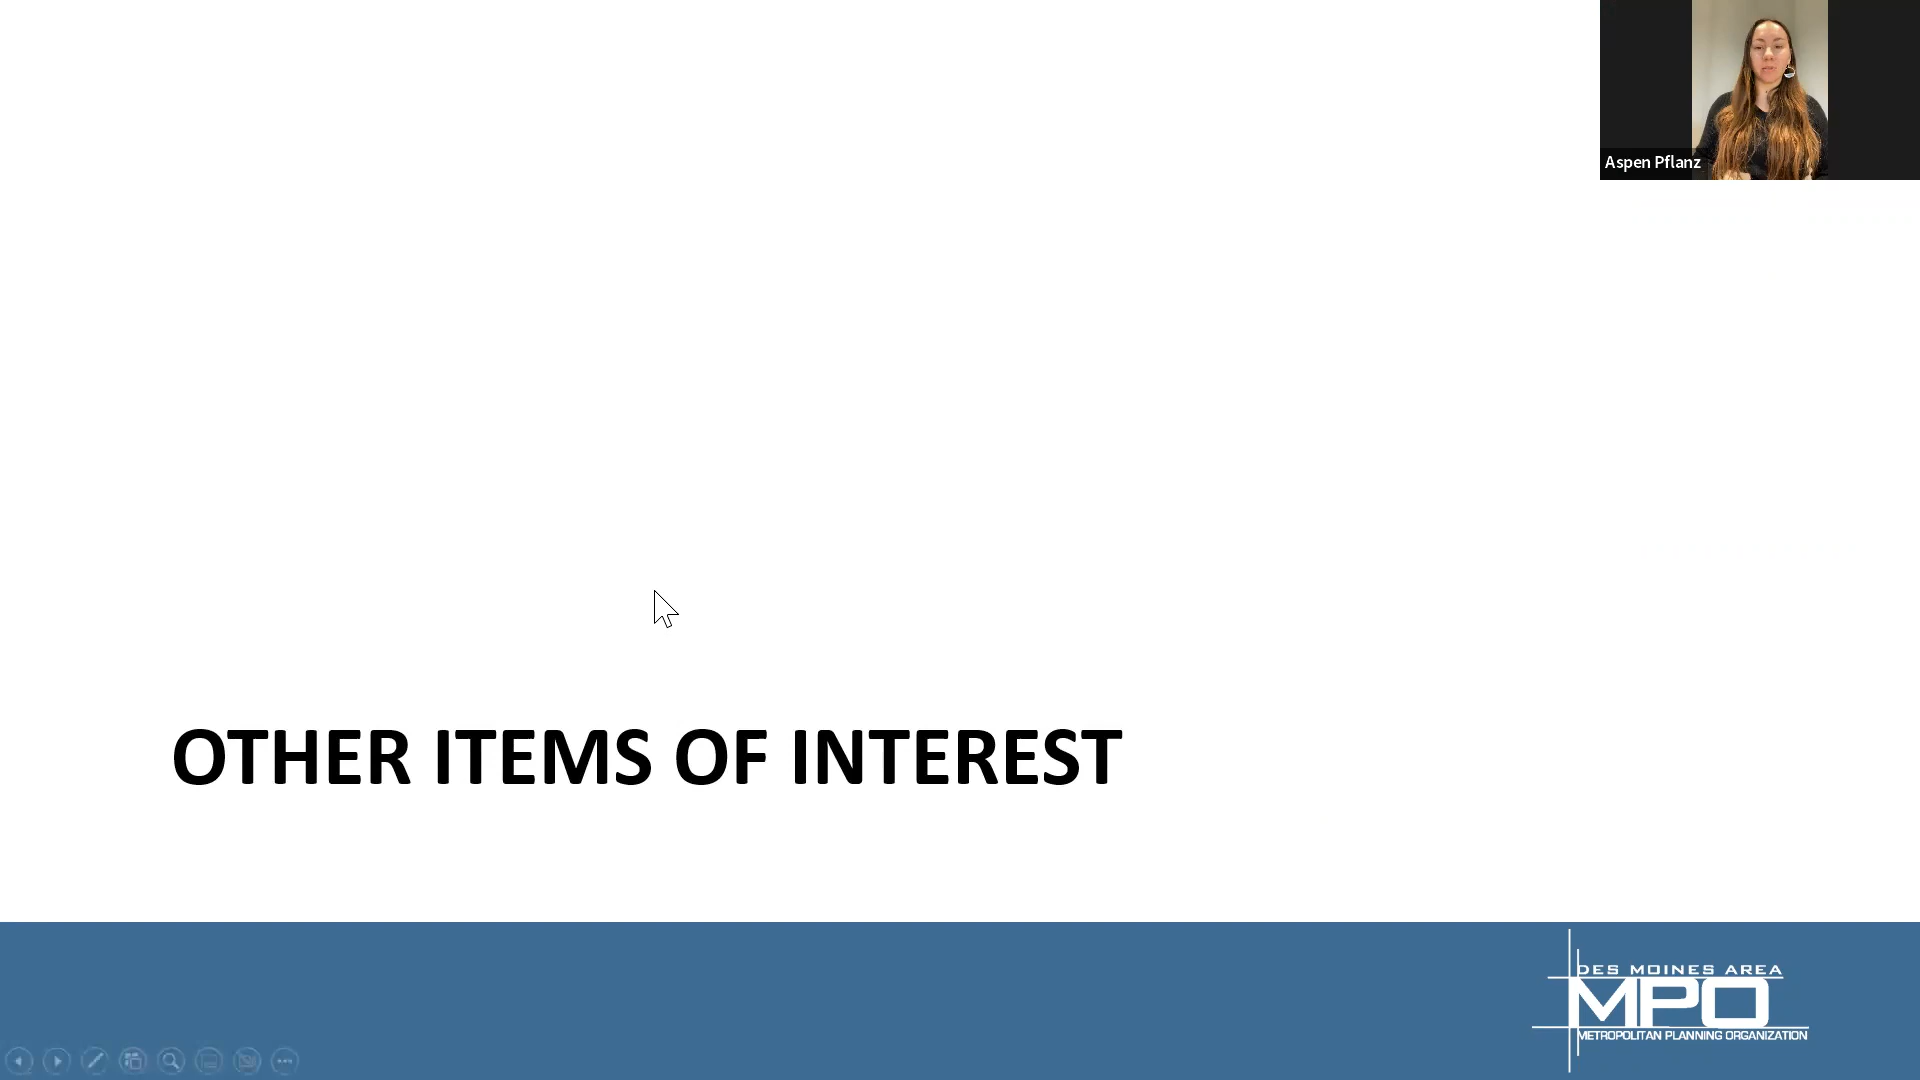 Aspen Pflanz
OTHER ITEMS OF INTEREST
DES MOINES AREA
MPO
METROPOLITAN PLANNING ORGANIZATION